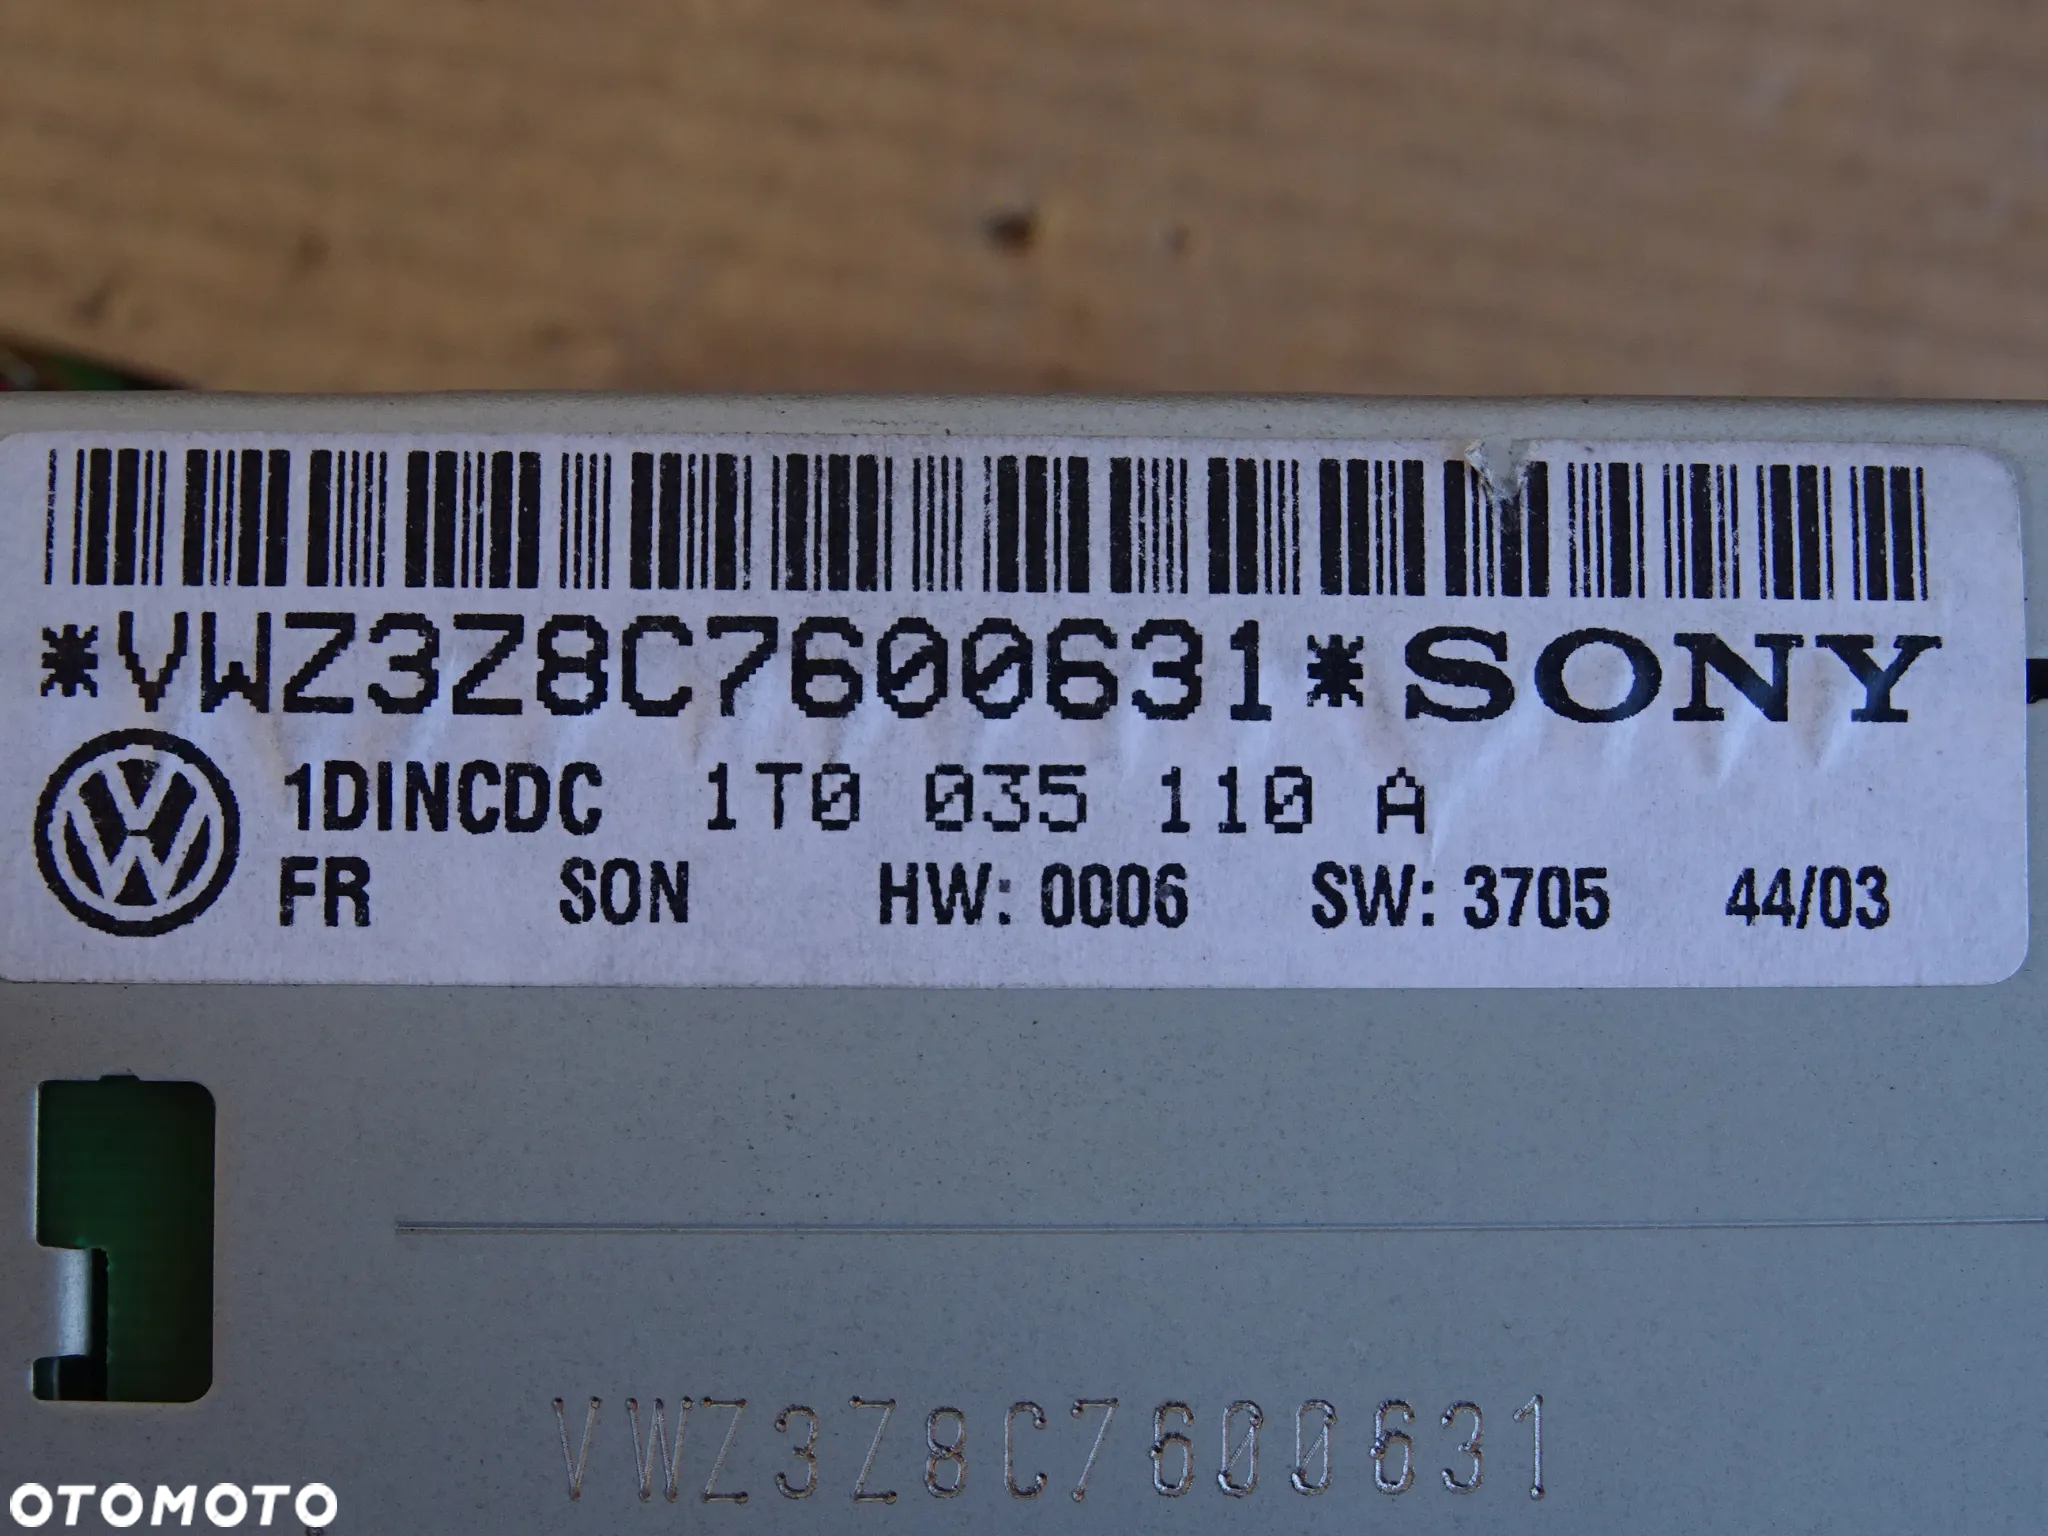 *VWZ3Z8C7600631* SONY
1DINCDC 1T0 035 110 A
FR SON HW: 0006 SW: 3705 44/03
VWZ3Z8C7600631
OTOMOTO